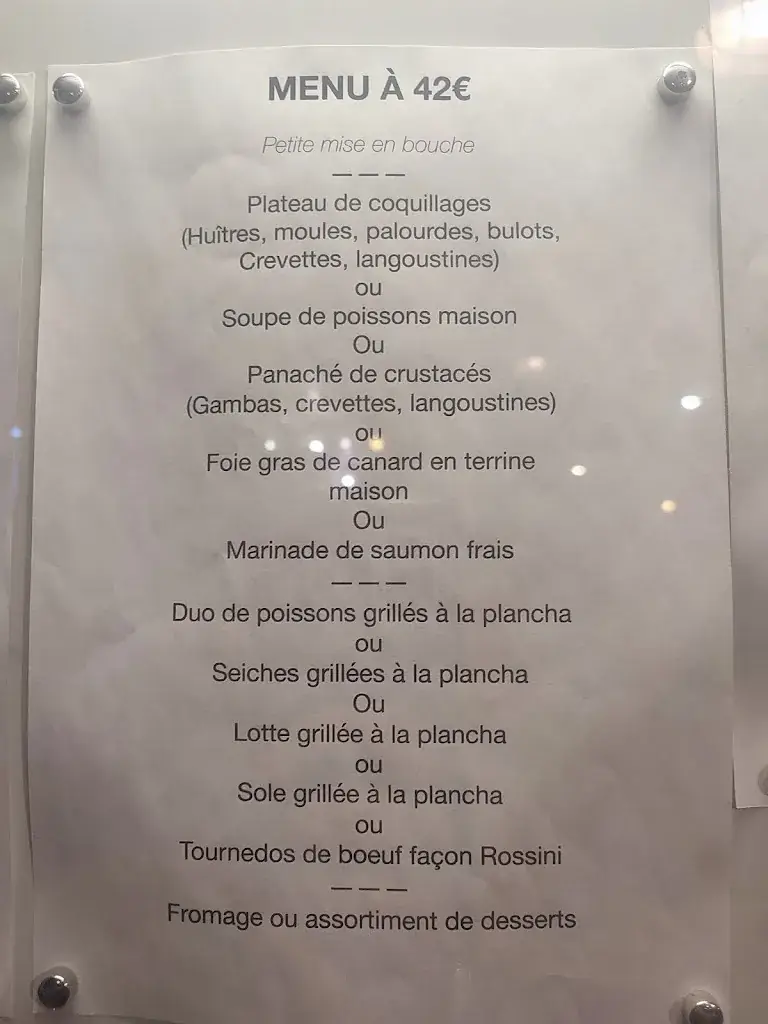 MENU À 42€
Petite mise en bouche
— — —
Plateau de coquillages
(Huîtres, moules, palourdes, bulots,
Crevettes, langoustines)
ou
Soupe de poissons maison
Ou
Panaché de crustacés
(Gambas, crevettes, langoustines)
ou
Foie gras de canard en terrine
maison
Ou
Marinade de saumon frais
— — —
Duo de poissons grillés à la plancha
ou
Seiches grillées à la plancha
Ou
Lotte grillée à la plancha
ou
Sole grillée à la plancha
ou
Tournedos de boeuf façon Rossini
— — —
Fromage ou assortiment de desserts